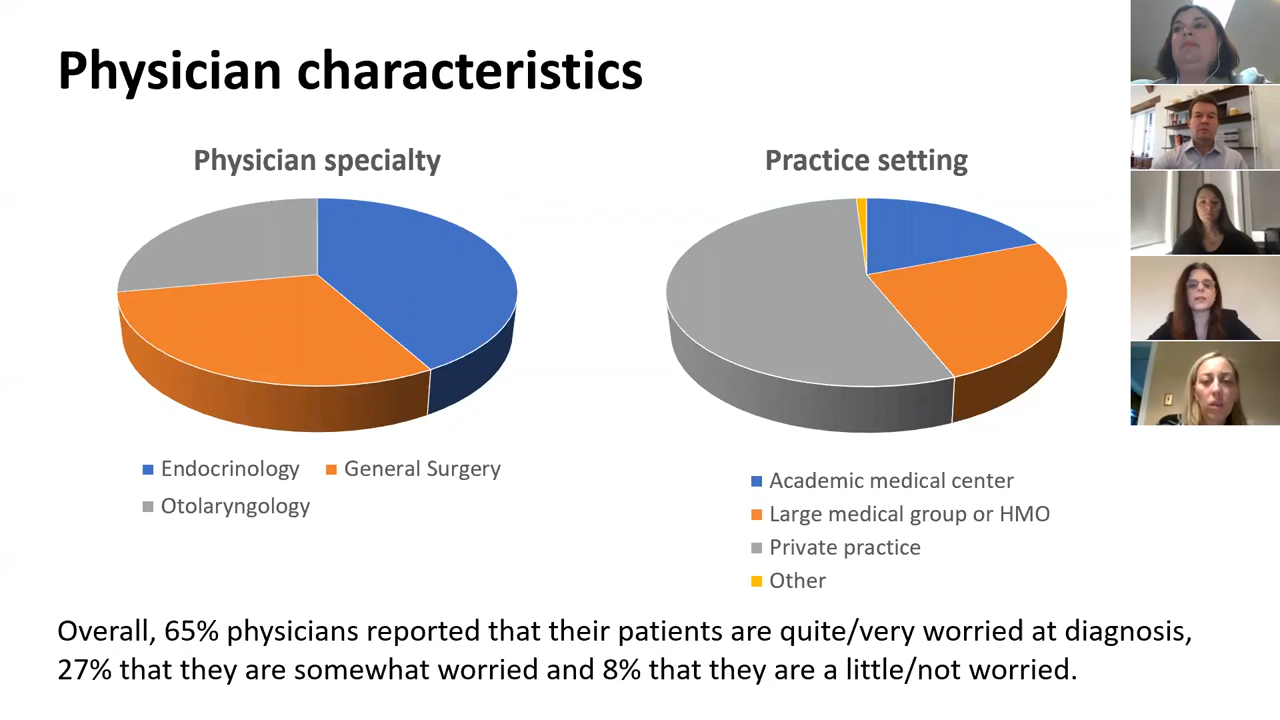 Physician characteristics
Physician specialty
Endocrinology
General Surgery
Otolaryngology
Practice setting
Academic medical center
Large medical group or HMO
Private practice
Other
Overall, 65% physicians reported that their patients are quite/very worried at diagnosis,
27% that they are somewhat worried and 8% that they are a little/not worried.